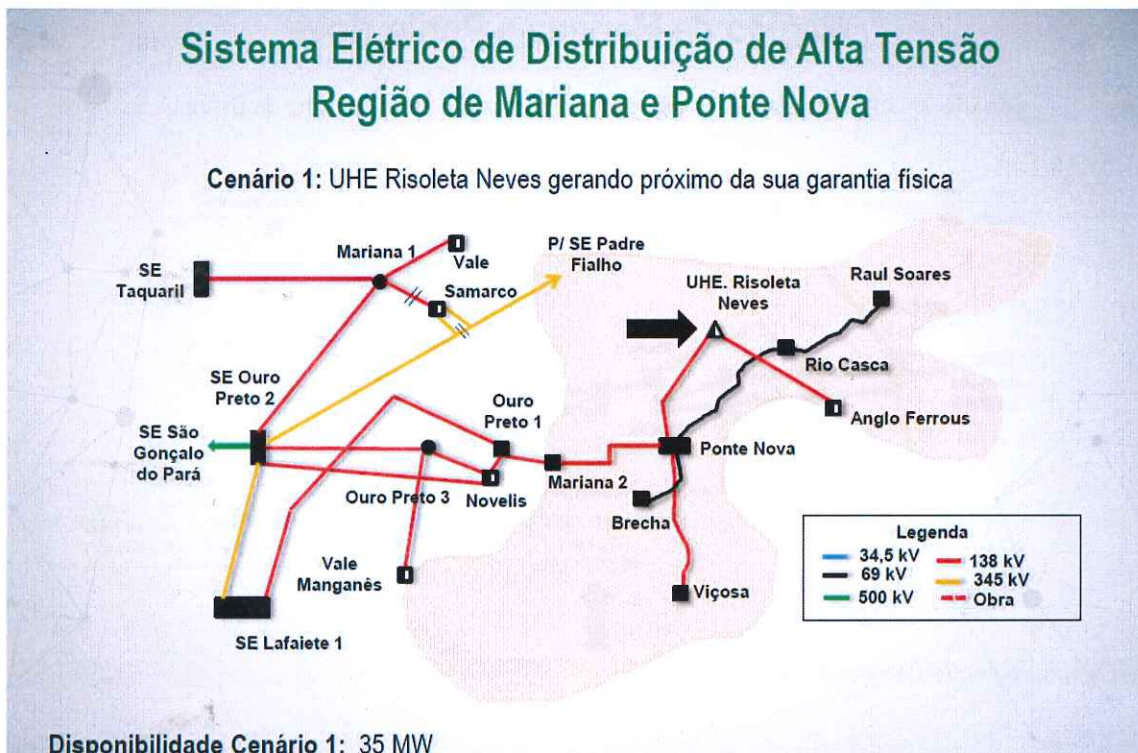 Sistema Elétrico de Distribuição de Alta Tensão
Região de Mariana e Ponte Nova
Cenário 1: UHE Risoleta Neves gerando próximo da sua garantia física
SE
Taquaril
Mariana 1
Vale
Samarco
P/ SE Padre
Fialho
UHE. Risoleta
Neves
Raul Soares
Rio Casca
Anglo Ferrous
SE Ouro
Preto 2
SE São
Gonçalo
do Pará
Ouro
Preto 1
Ponte Nova
Ouro Preto 3
Novelis
Mariana 2
Brecha
Vale
Manganês
Viçosa
SE Lafaiete 1
Legenda
34,5 kV
138 kV
69 kV
345 kV
500 kV
Obra
Disponibilidade Cenário 1: 35 MW